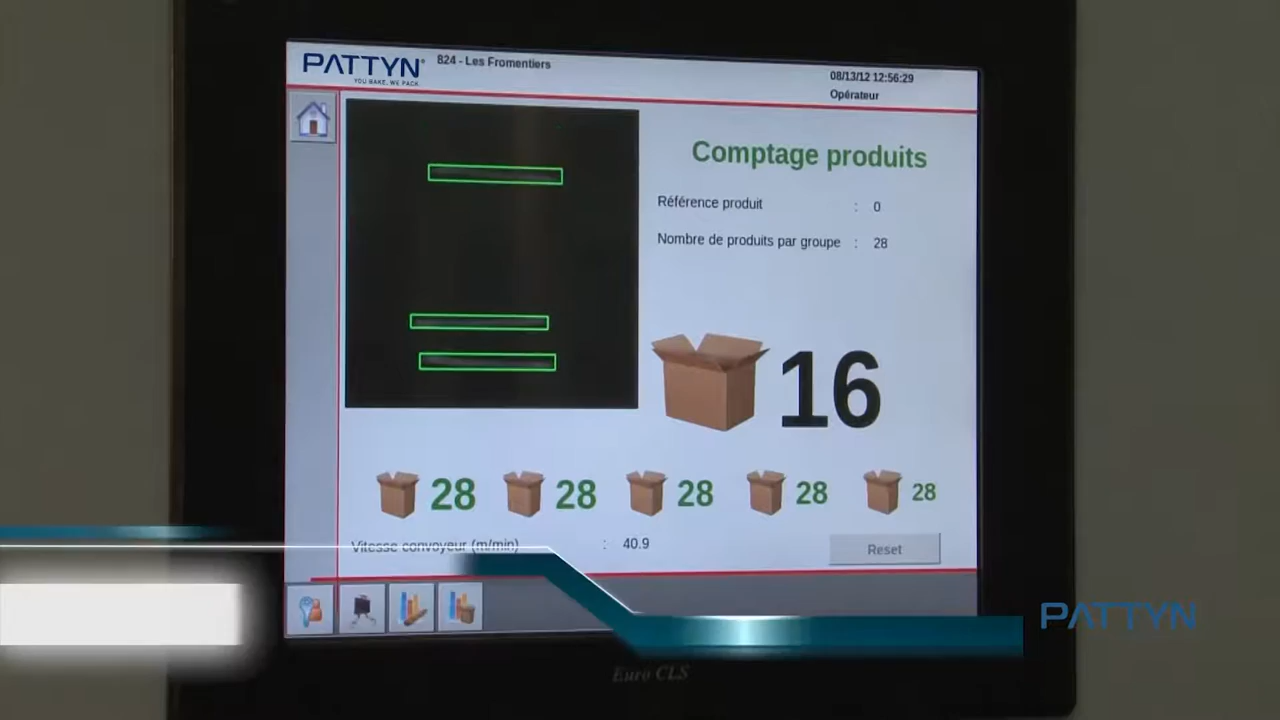 PATTYN®
YOU MAKE, WE PACK.
824 - Les Fromentiers
08/13/12 12:56:29
Opérateur
Comptage produits
Référence produit : 0
Nombre de produits par groupe : 28
16
28 28 28 28 28
Vitesse convoyeur (m/min) : 40.9
Reset
PATTYN
Euro CLS